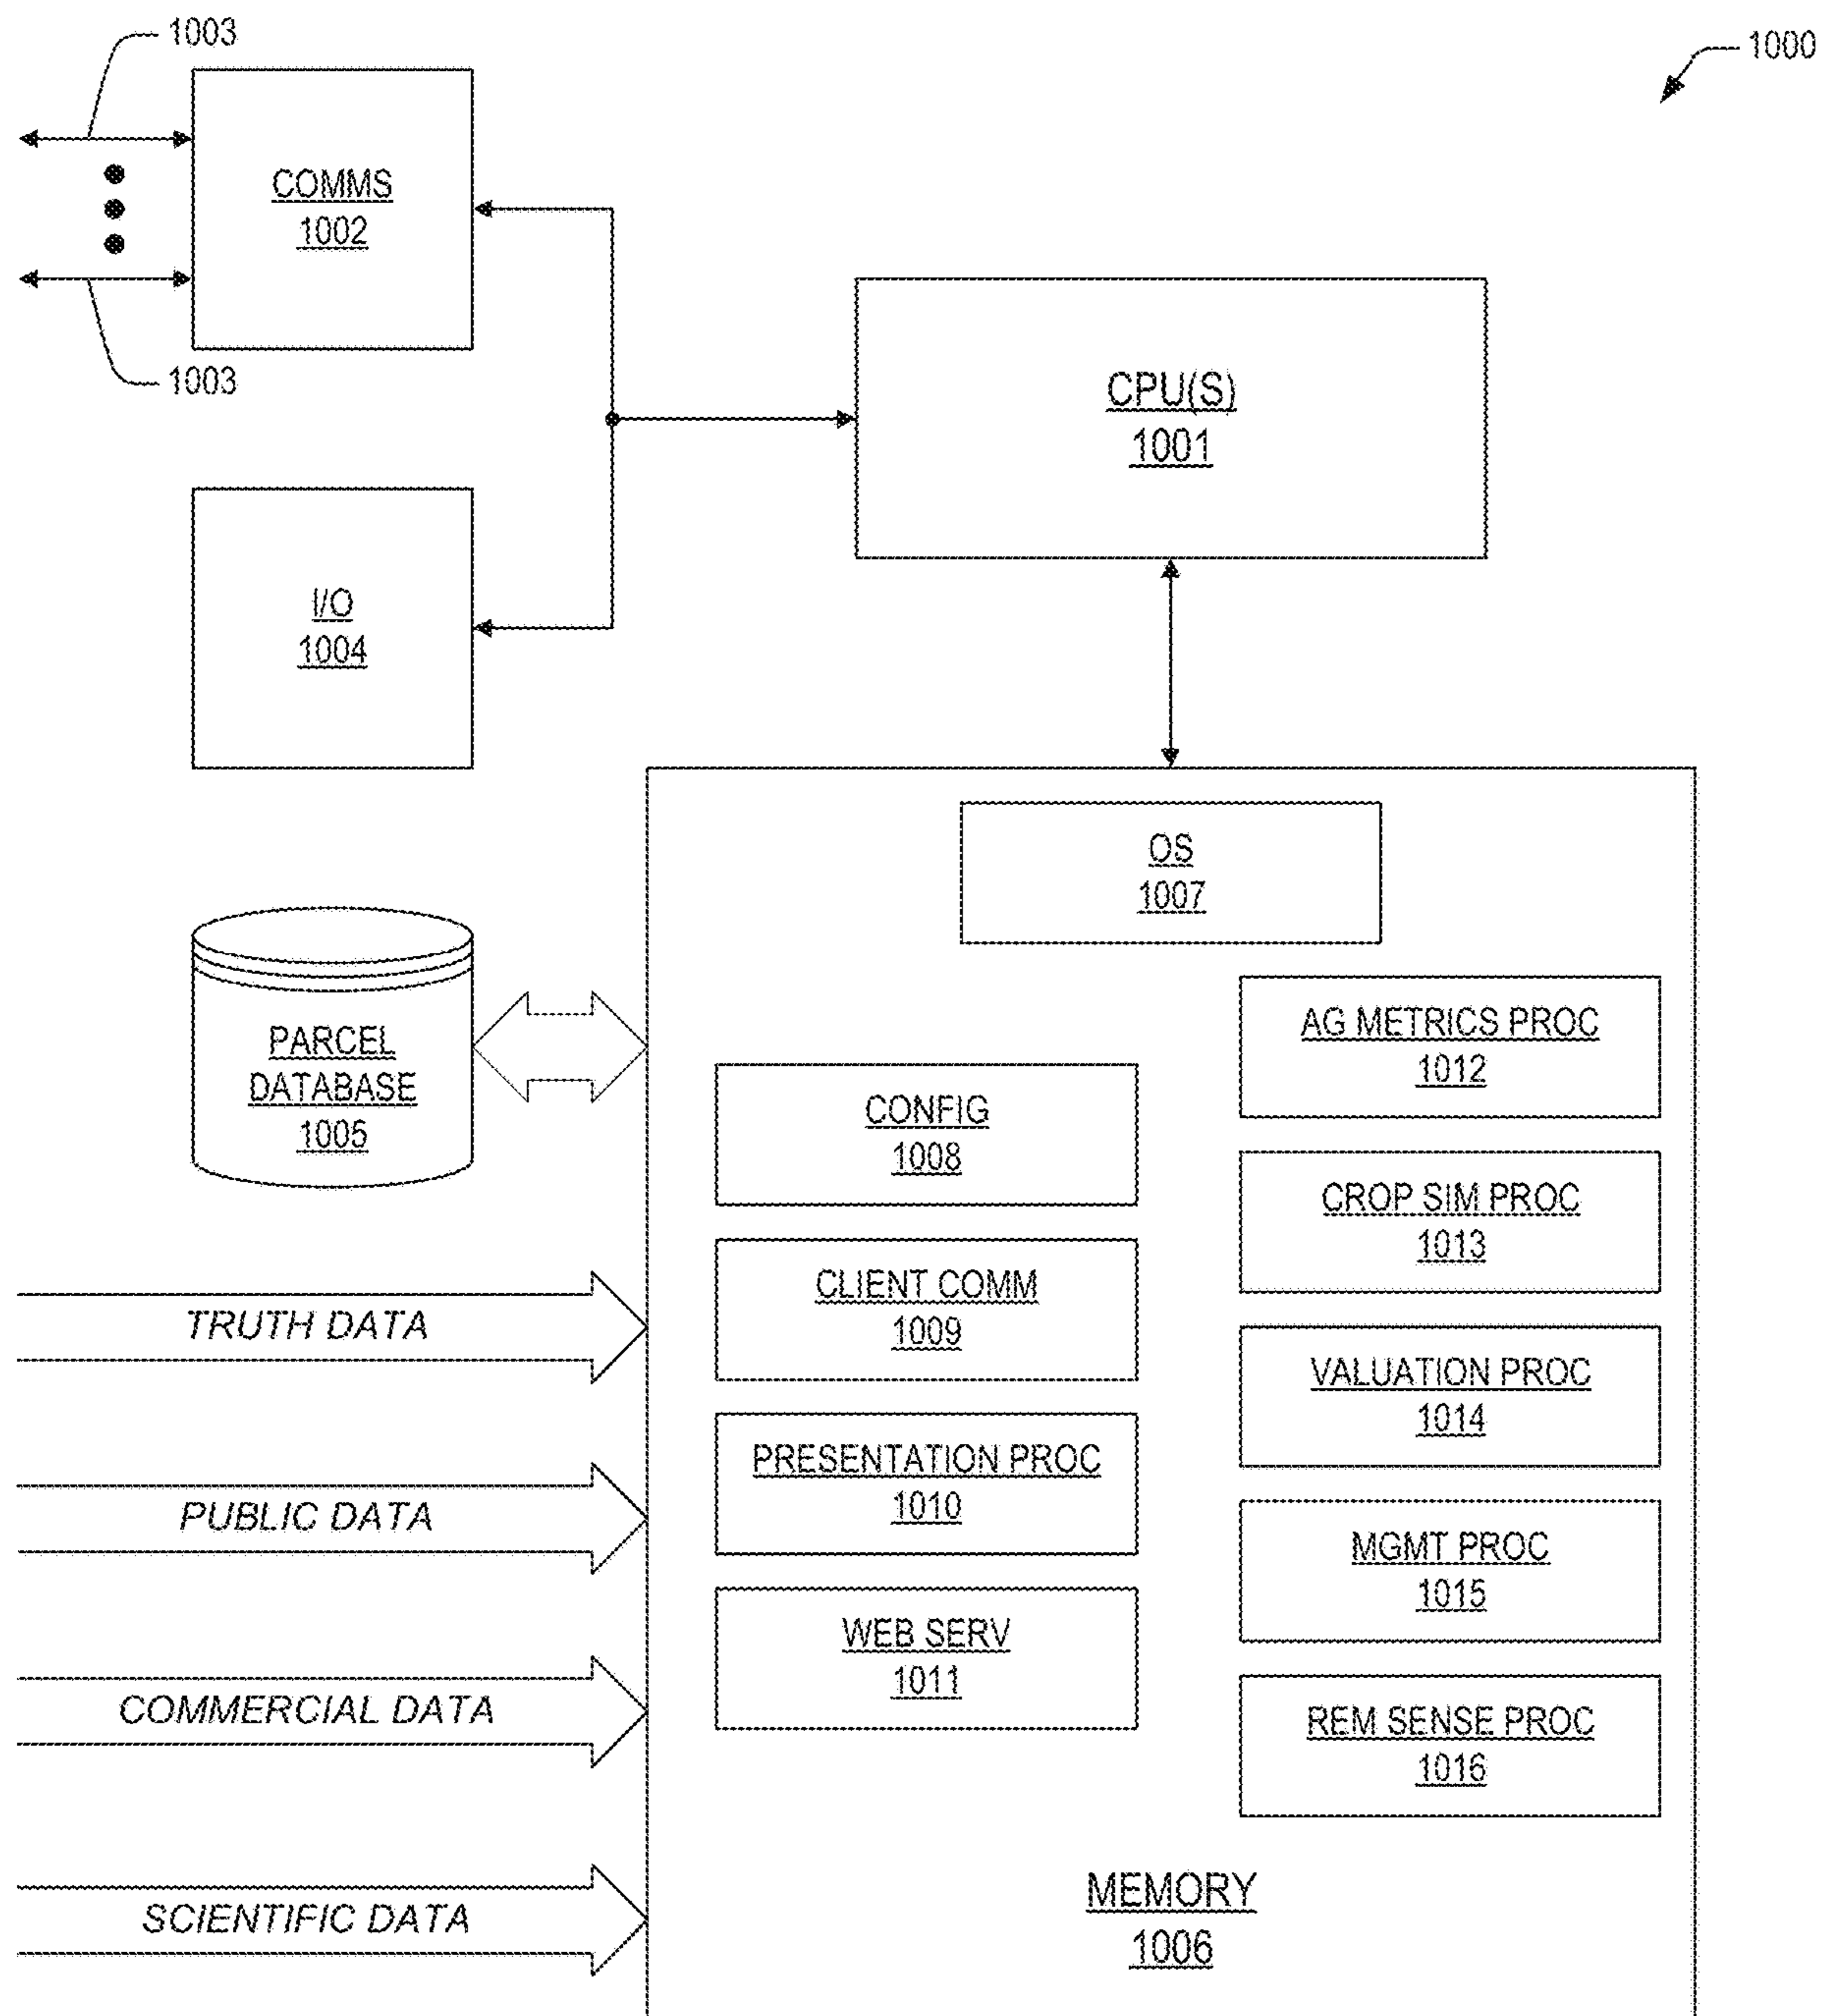 1003
1000
COMMS
1002
1003
CPU(S)
1001
I/O
1004
OS
1007
PARCEL
DATABASE
1005
AG METRICS PROC
1012
CONFIG
1008
CROP SIM PROC
1013
CLIENT COMM
1009
TRUTH DATA
VALUATION PROC
1014
PRESENTATION PROC
1010
PUBLIC DATA
MGMT PROC
1015
WEB SERV
1011
COMMERCIAL DATA
REM SENSE PROC
1016
SCIENTIFIC DATA
MEMORY
1006